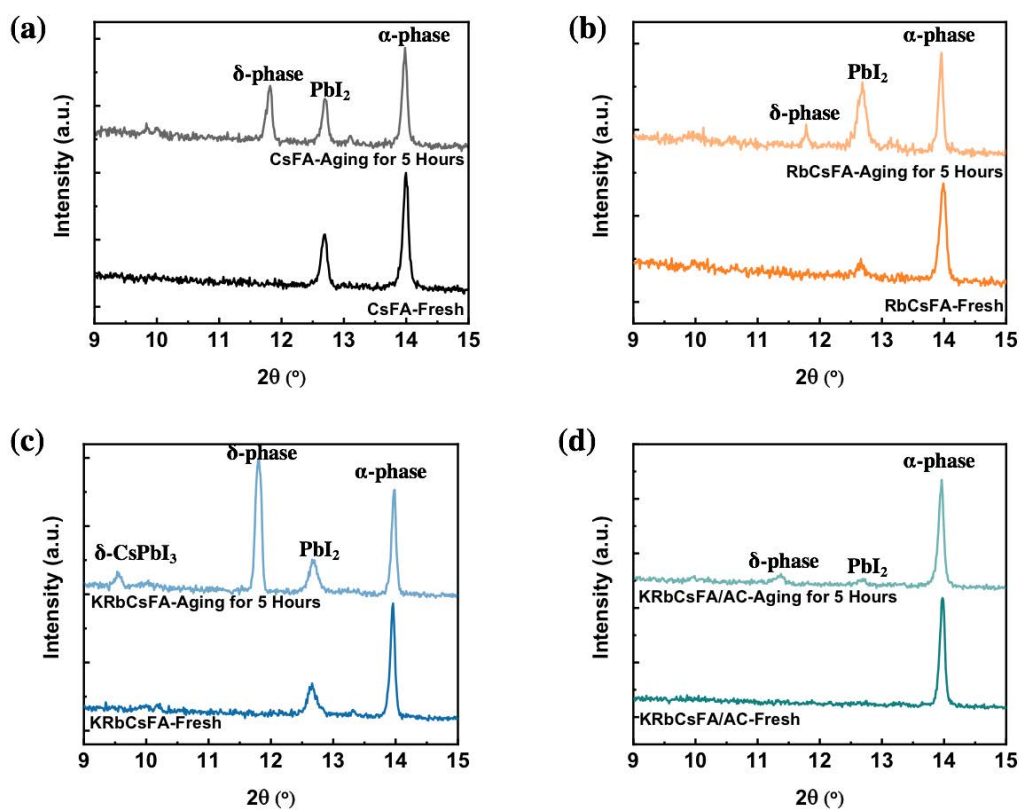 (a)
α-phase
δ-phase
PbI₂
CsFA-Aging for 5 Hours
CsFA-Fresh
Intensity (a.u.)
9 10 11 12 13 14 15
2θ (°)
(b)
α-phase
PbI₂
δ-phase
RbCsFA-Aging for 5 Hours
RbCsFA-Fresh
Intensity (a.u.)
9 10 11 12 13 14 15
2θ (°)
(c)
δ-phase
α-phase
δ-CsPbI₃
PbI₂
KRbCsFA-Aging for 5 Hours
KRbCsFA-Fresh
Intensity (a.u.)
9 10 11 12 13 14 15
2θ (°)
(d)
α-phase
δ-phase
PbI₂
KRbCsFA/AC-Aging for 5 Hours
KRbCsFA/AC-Fresh
Intensity (a.u.)
9 10 11 12 13 14 15
2θ (°)